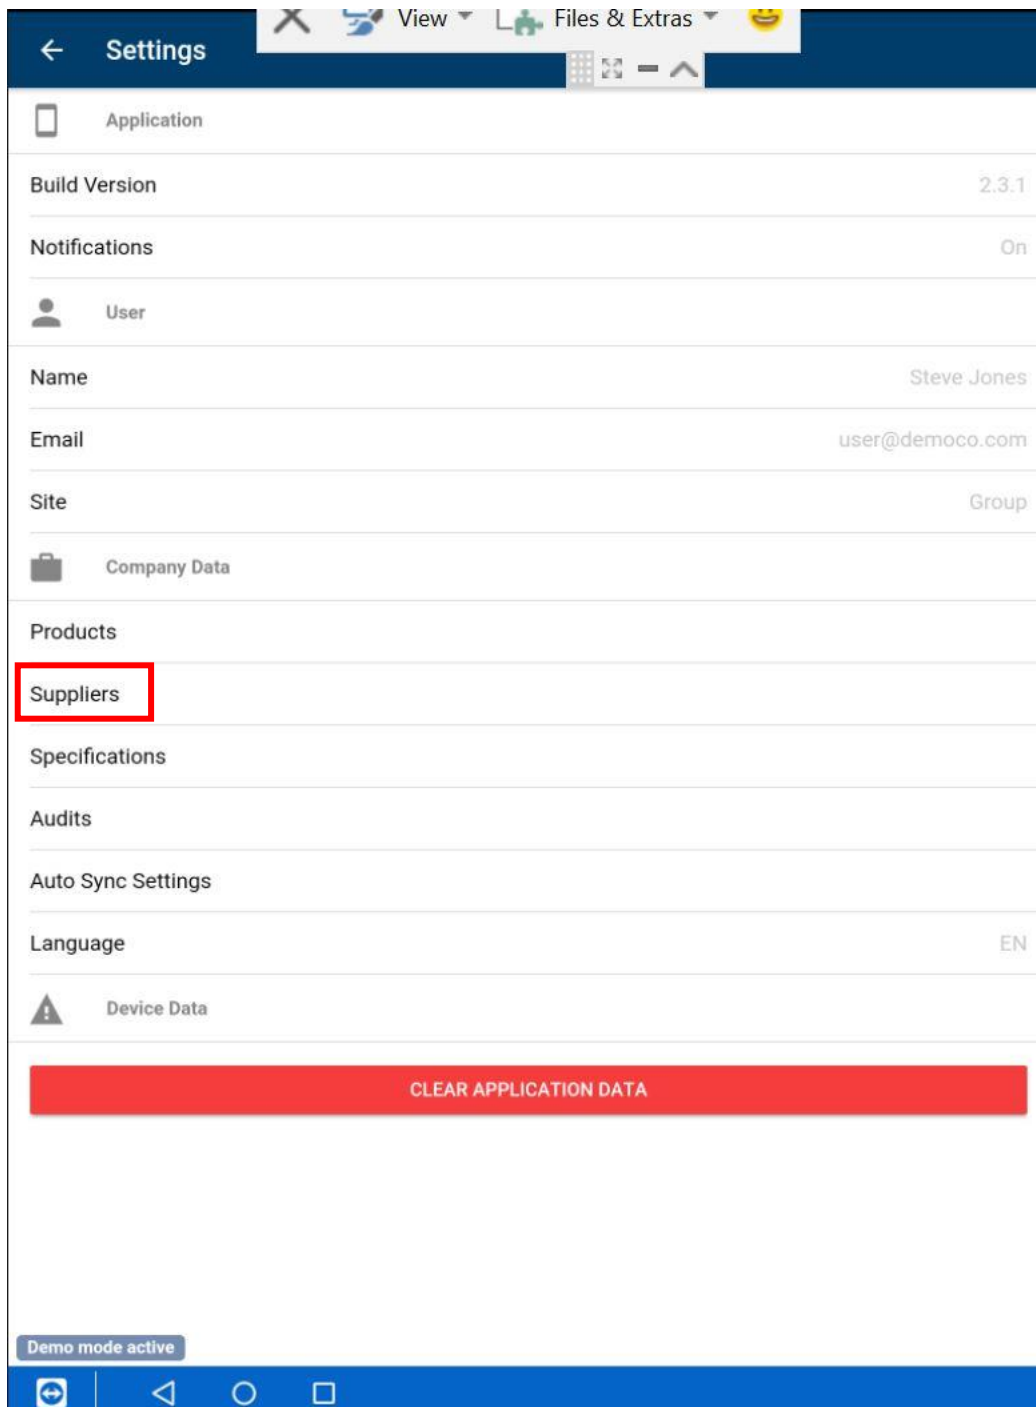 View Files & Extras
Settings
Application
Build Version 2.3.1
Notifications On
User
Name Steve Jones
Email user@democo.com
Site Group
Company Data
Products
Suppliers
Specifications
Audits
Auto Sync Settings
Language EN
Device Data
CLEAR APPLICATION DATA
Demo mode active